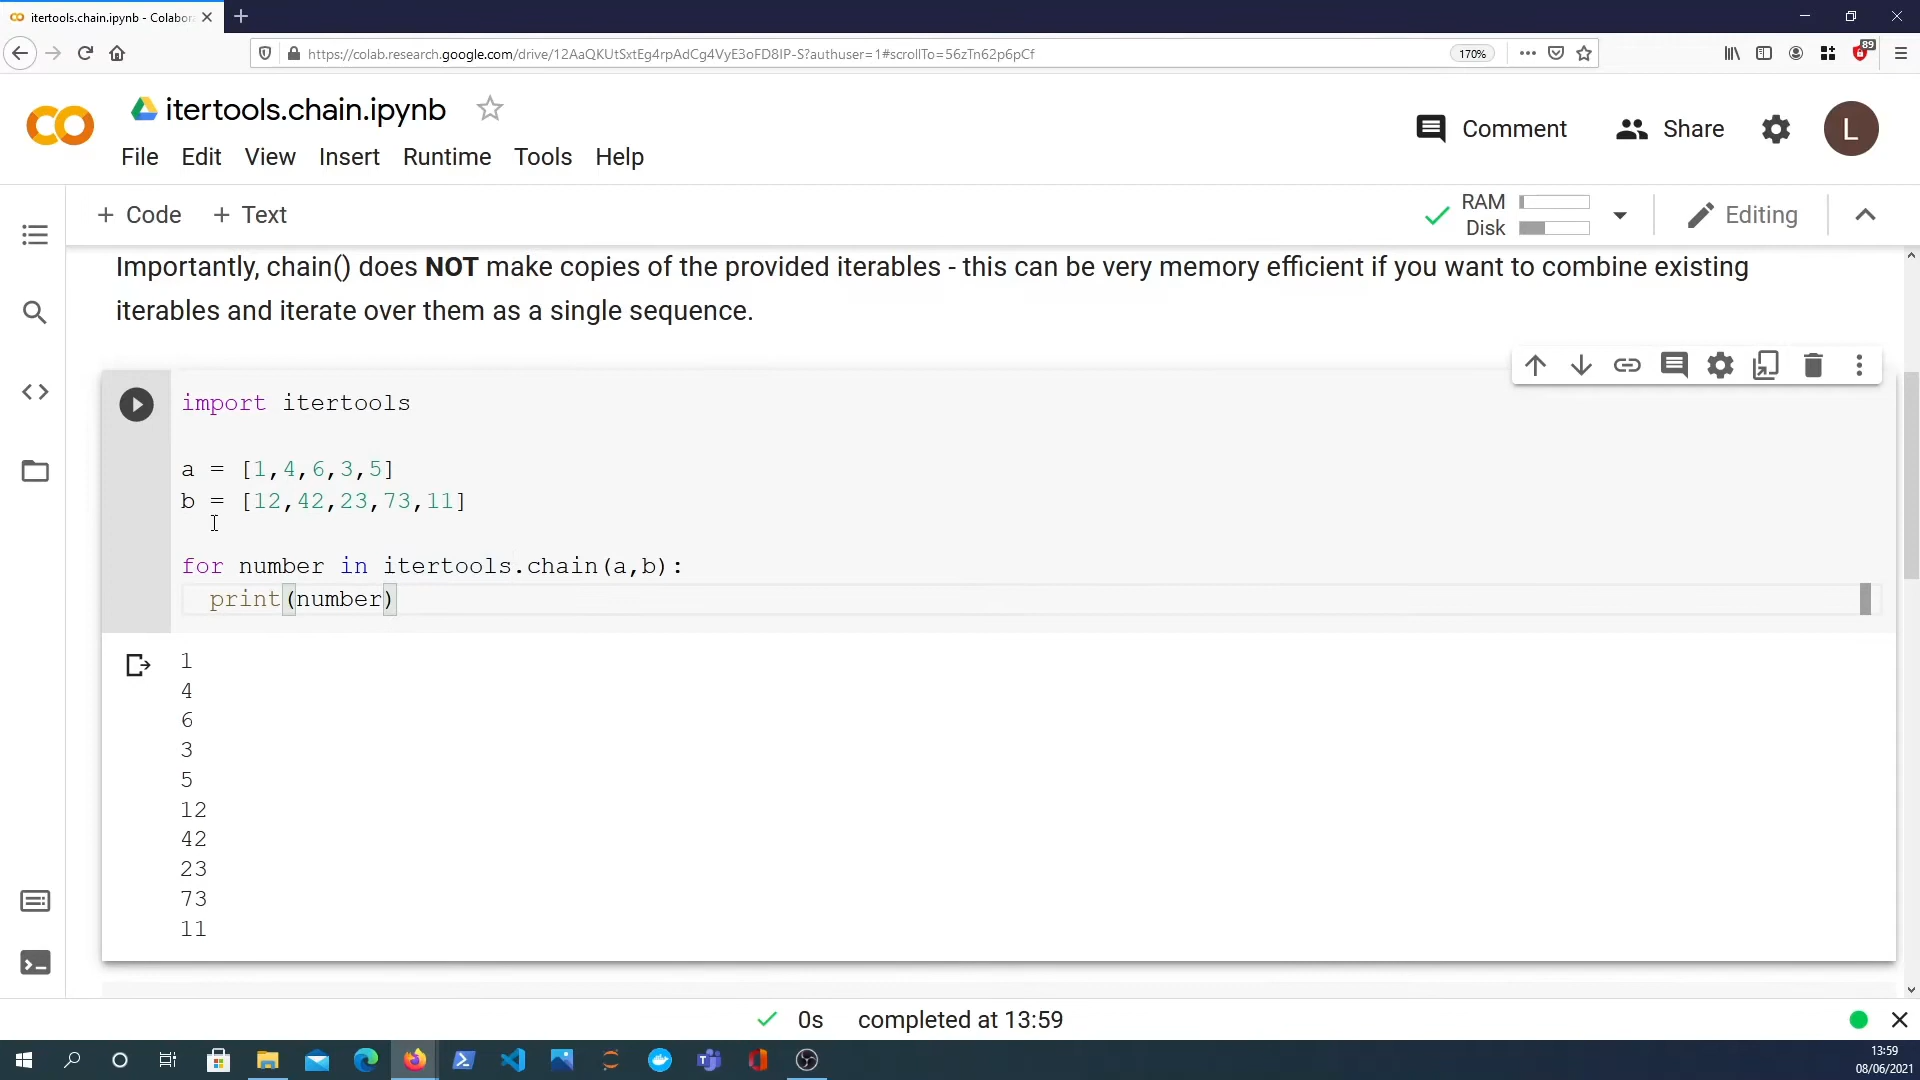 itertools.chain.ipynb - Colabora
https://colab.research.google.com/drive/12AaQKUtSxtEg4rpAdCg4VyE3oFD8IP-S?authuser=1#scrollTo=56zTn62p6pCf
170%
89
itertools.chain.ipynb
File Edit View Insert Runtime Tools Help
Comment
Share
L
+ Code + Text
RAM
Disk
Editing
Importantly, chain() does NOT make copies of the provided iterables - this can be very memory efficient if you want to combine existing
iterables and iterate over them as a single sequence.
import itertools
a = [1,4,6,3,5]
b = [12,42,23,73,11]
for number in itertools.chain(a,b):
print(number)
1
4
6
3
5
12
42
23
73
11
0s completed at 13:59
13:59
08/06/2021